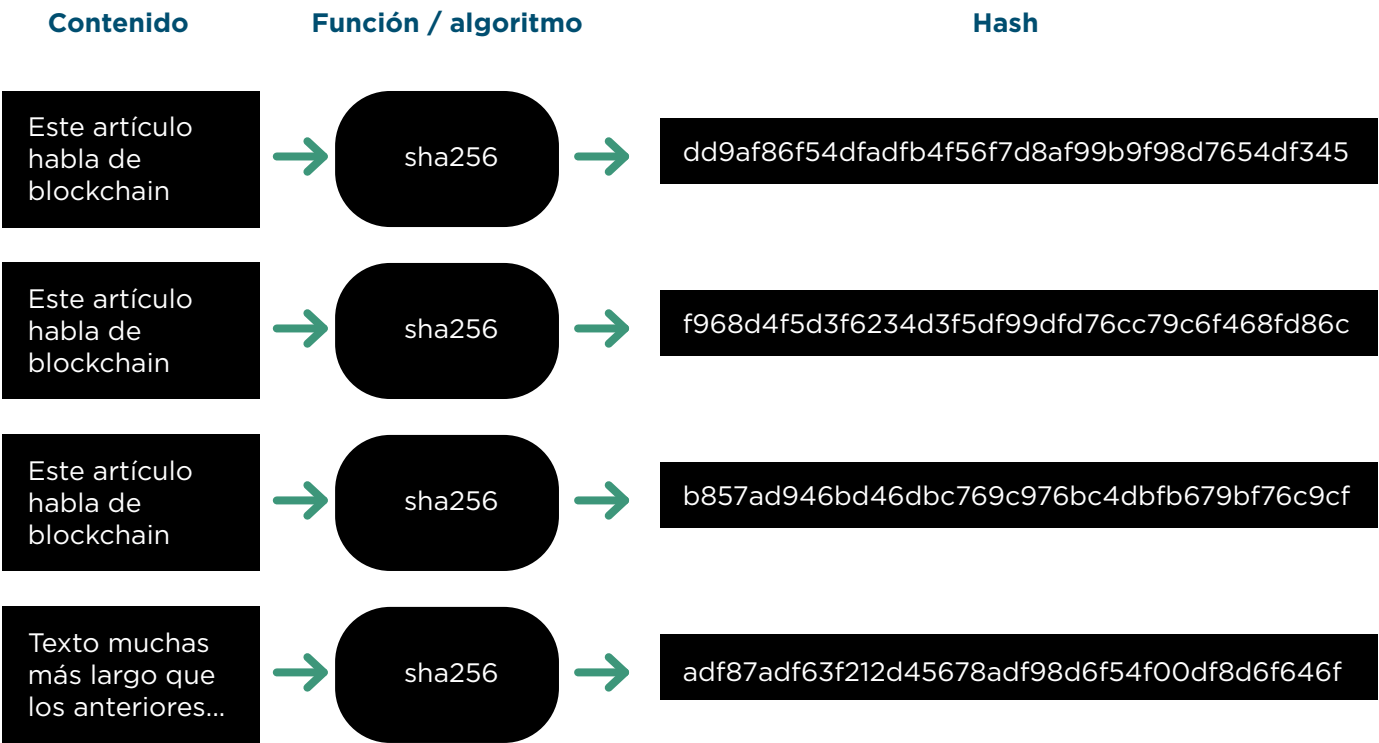 Contenido
Función / algoritmo
Hash
Este artículo
habla de
blockchain
sha256
dd9af86f54dfadfb4f56f7d8af99b9f98d7654df345
Este artículo
habla de
blockchain
sha256
f968d4f5d3f6234d3f5df99dfd76cc79c6f468fd86c
Este artículo
habla de
blockchain
sha256
b857ad946bd46dbc769c976bc4dbfb679bf76c9cf
Texto muchas
más largo que
los anteriores...
sha256
adf87adf63f212d45678adf98d6f54f00df8d6f646f